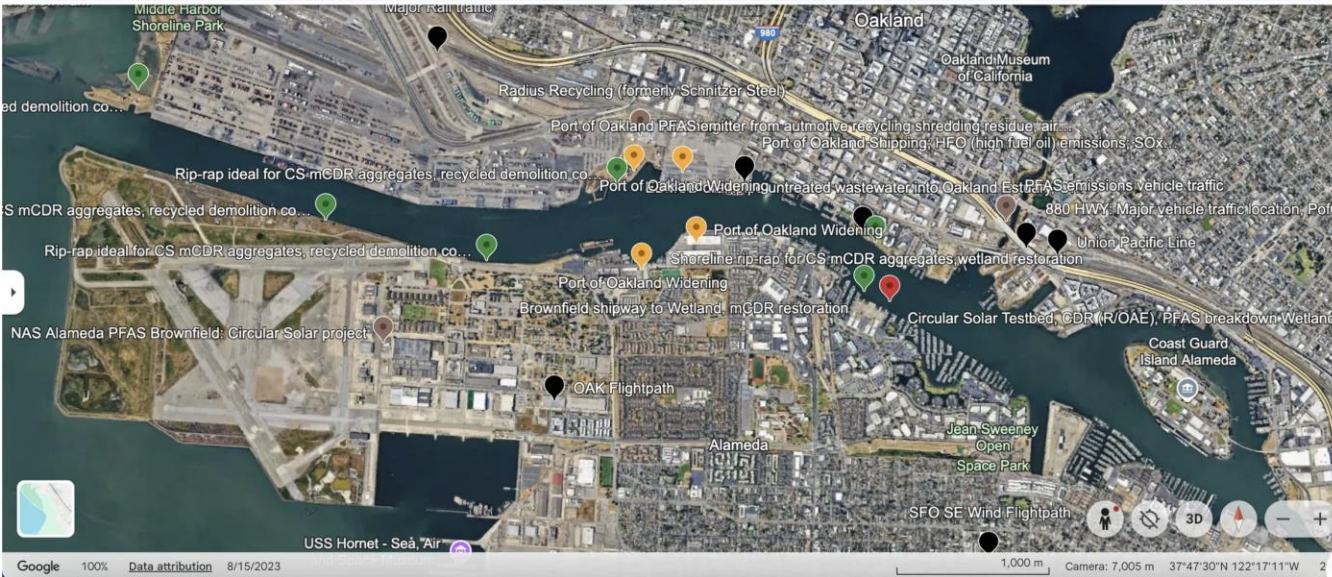 Middle Harbor
Shoreline Park
Major Rail traffic
980
Oakland
Oakland Museum
of California
Radius Recycling (formerly Schnitzer Steel)
ed demolition co...
Port of Oakland PFAS emitter from autmotive recycling shredding residue, air...
Port of Oakland Shipping; HFO (high fuel oil) emissions; SOx...
Rip-rap ideal for CS mCDR aggregates, recycled demolition co...
Port of Oakland Widening
untreated wastewater into Oakland
PFAS emissions vehicle traffic
CS mCDR aggregates, recycled demolition co...
880 HWY: Major vehicle traffic location,
Port of Oakland Widening
Union Pacific Line
Rip-rap ideal for CS mCDR aggregates, recycled demolition co...
Shoreline rip-rap for CS mCDR aggregates,wetland restoration
Port of Oakland Widening
Brownfield shipway to Wetland, mCDR restoration
Circular Solar Testbed, CDR (R/OAE), PFAS breakdown Wetland
NAS Alameda PFAS Brownfield: Circular Solar project
Coast Guard
Island Alameda
OAK Flightpath
Alameda
Jean Sweeney
Open
Space Park
SFO SE Wind Flightpath
3D
USS Hornet - Sea, Air
and Space Museum
1,000 m
Google 100% Data attribution 8/15/2023
Camera: 7,005 m 37°47'30"N 122°17'11"W 2